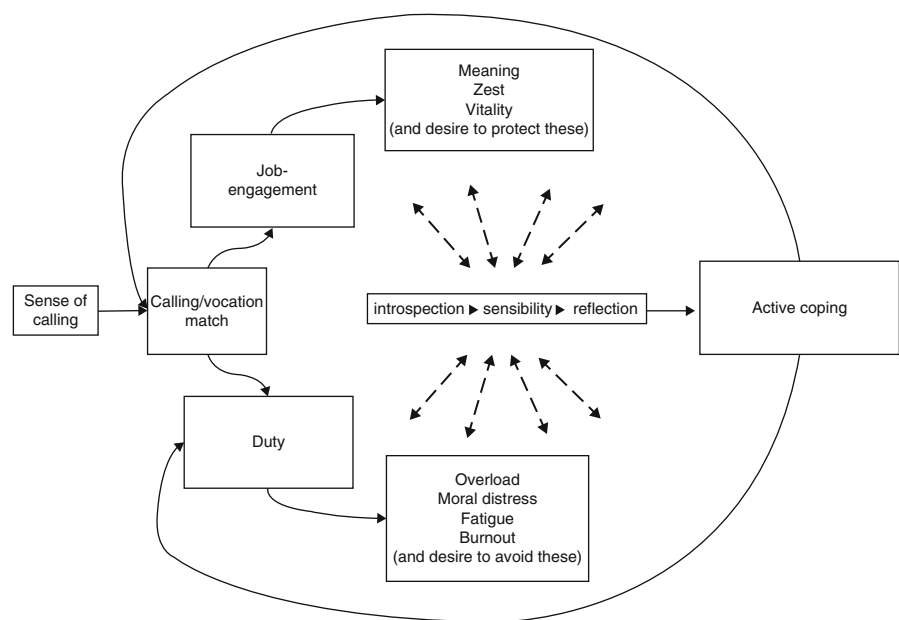 Meaning
Zest
Vitality
(and desire to protect these)
Job-
engagement
Sense of
calling
Calling/vocation
match
introspection ▶ sensibility ▶ reflection
Active coping
Duty
Overload
Moral distress
Fatigue
Burnout
(and desire to avoid these)